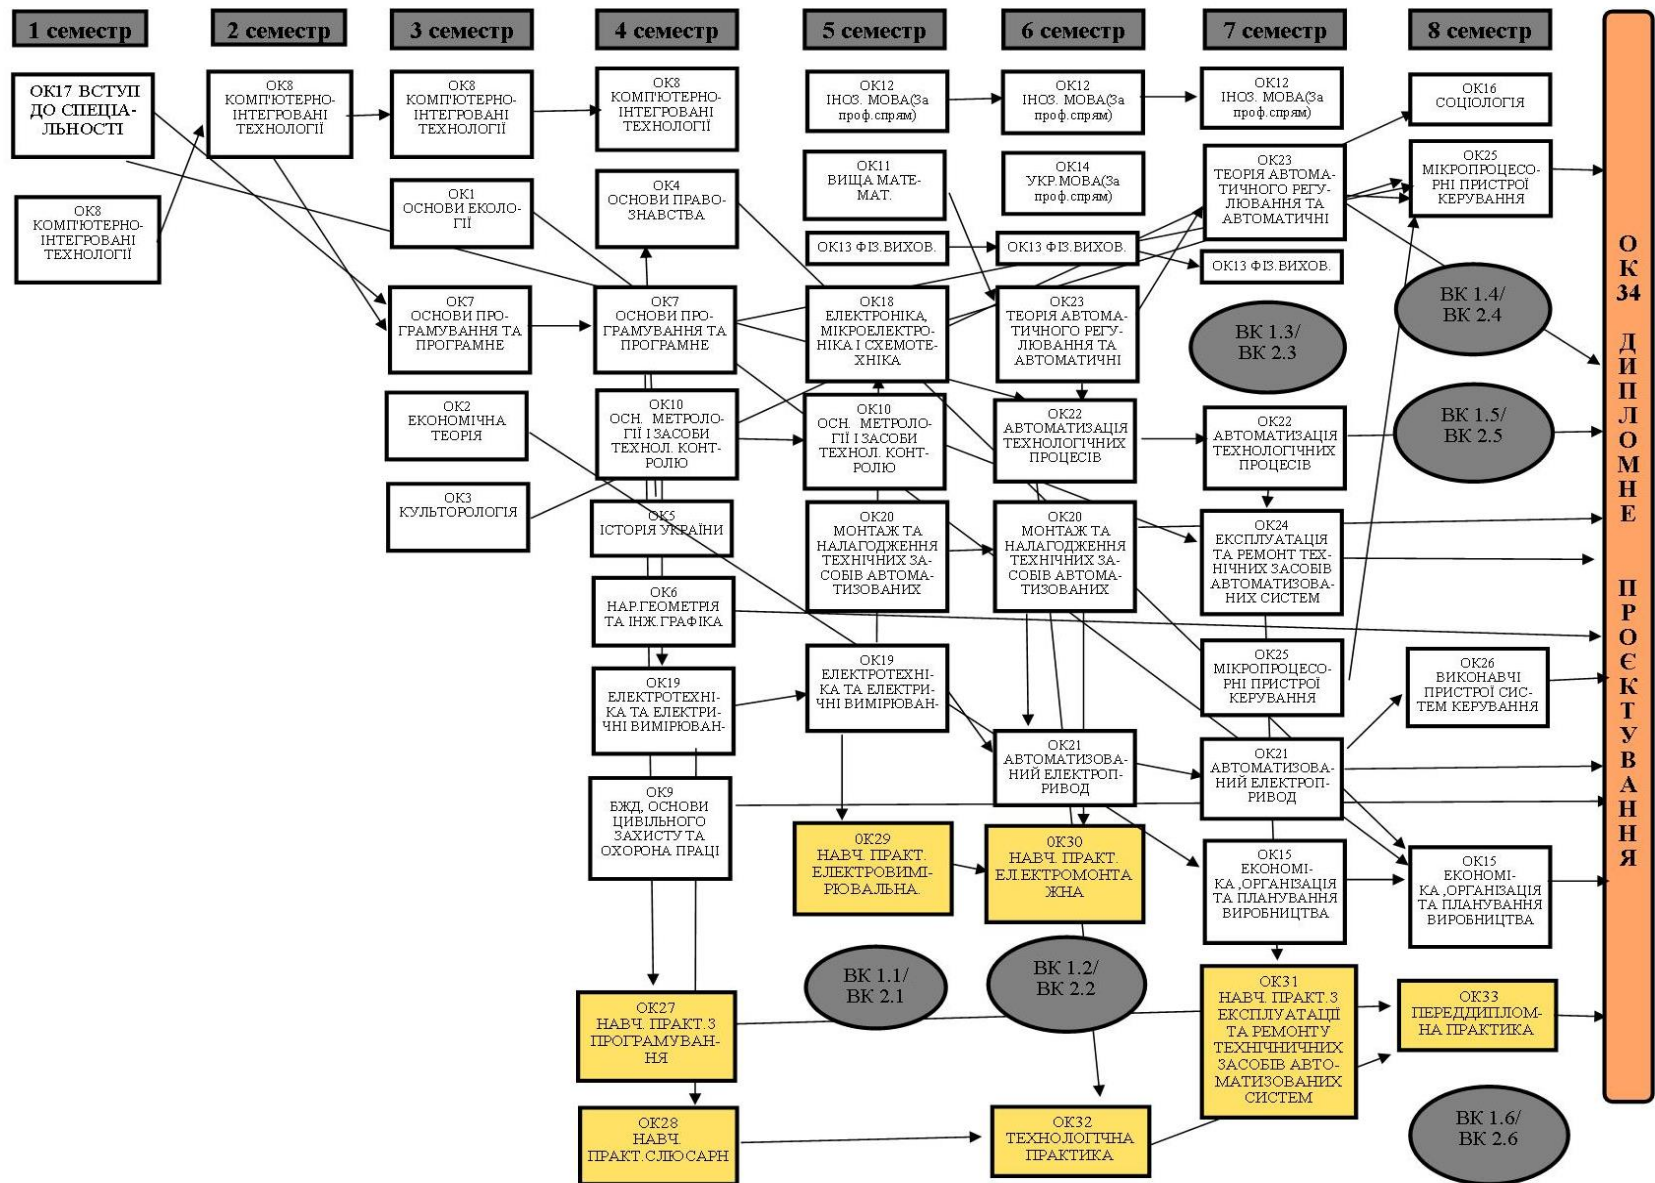 1 семестр
2 семестр
3 семестр
4 семестр
5 семестр
6 семестр
7 семестр
8 семестр
ОК17 ВСТУП
ДО СПЕЦІА-
ЛЬНОСТІ
ОК8
КОМП'ЮТЕРНО-
ІНТЕГРОВАНІ
ТЕХНОЛОГІЇ
ОК8
КОМП'ЮТЕРНО-
ІНТЕГРОВАНІ
ТЕХНОЛОГІЇ
ОК8
КОМП'ЮТЕРНО-
ІНТЕГРОВАНІ
ТЕХНОЛОГІЇ
ОК1
ОСНОВИ ЕКОЛО-
ГІЇ
ОК7
ОСНОВИ ПРО-
ГРАМУВАННЯ ТА
ПРОГРАМНЕ
ОК2
ЕКОНОМІЧНА
ТЕОРІЯ
ОК3
КУЛЬТОРОЛОГІЯ
ОК8
КОМП'ЮТЕРНО-
ІНТЕГРОВАНІ
ТЕХНОЛОГІЇ
ОК4
ОСНОВИ ПРАВО-
ЗНАВСТВА
ОК7
ОСНОВИ ПРО-
ГРАМУВАННЯ ТА
ПРОГРАМНЕ
ОК10
ОСН. МЕТРОЛО-
ГІЇ І ЗАСОБИ
ТЕХНОЛ. КОНТ-
РОЛЮ
ОК5
ІСТОРІЯ УКРАЇНИ
ОК6
НАР.ГЕОМЕТРІЯ
ТА ІНЖ.ГРАФІКА
ОК19
ЕЛЕКТРОТЕХНІ-
КА ТА ЕЛЕКТРИ-
ЧНІ ВИМІРЮВАН-
ОК9
БЖД, ОСНОВИ
ЦИВІЛЬНОГО
ЗАХИСТУ ТА
ОХОРОНА ПРАЦІ
ОК27
НАВЧ. ПРАКТ.З
ПРОГРАМУВАН-
НЯ
ОК28
НАВЧ.
ПРАКТ.СЛЮСАРН
ОК12
ІНОЗ. МОВА(За
проф.спрям)
ОК11
ВИЩА МАТЕ-
МАТ.
ОК13 ФІЗ.ВИХОВ.
ОК18
ЕЛЕКТРОНІКА,
МІКРОЕЛЕКТРО-
НІКА І СХЕМОТЕ-
ХНІКА
ОК10
ОСН. МЕТРОЛО-
ГІЇ І ЗАСОБИ
ТЕХНОЛ. КОНТ-
РОЛЮ
ОК20
МОНТАЖ ТА
НАЛАГОДЖЕННЯ
ТЕХНІЧНИХ ЗА-
СОБІВ АВТОМА-
ТИЗОВАНИХ
ОК19
ЕЛЕКТРОТЕХНІ-
КА ТА ЕЛЕКТРИ-
ЧНІ ВИМІРЮВАН-
0К29
НАВЧ. ПРАКТ.
ЕЛЕКТРОВИМІ-
РЮВАЛЬНА.
ВК 1.1/
ВК 2.1
ОК12
ІНОЗ. МОВА(За
проф.спрям)
ОК14
УКР.МОВА(За
проф.спрям)
ОК13 ФІЗ.ВИХОВ.
ОК23
ТЕОРІЯ АВТОМА-
ТИЧНОГО РЕГУ-
ЛЮВАННЯ ТА
АВТОМАТИЧНІ
ОК22
АВТОМАТИЗАЦІЯ
ТЕХНОЛОГІЧНИХ
ПРОЦЕСІВ
ОК20
МОНТАЖ ТА
НАЛАГОДЖЕННЯ
ТЕХНІЧНИХ ЗА-
СОБІВ АВТОМА-
ТИЗОВАНИХ
ОК21
АВТОМАТИЗОВА-
НИЙ ЕЛЕКТРОП-
РИВОД
0К30
НАВЧ. ПРАКТ.
ЕЛ.ЕКТРОМОНТА
ЖНА
ВК 1.2/
ВК 2.2
ОК32
ТЕХНОЛОГІЧНА
ПРАКТИКА
ОК12
ІНОЗ. МОВА(За
проф.спрям)
ОК23
ТЕОРІЯ АВТОМА-
ТИЧНОГО РЕГУ-
ЛЮВАННЯ ТА
АВТОМАТИЧНІ
ОК13 ФІЗ.ВИХОВ.
ВК 1.3/
ВК 2.3
ОК22
АВТОМАТИЗАЦІЯ
ТЕХНОЛОГІЧНИХ
ПРОЦЕСІВ
ОК24
ЕКСПЛУАТАЦІЯ
ТА РЕМОНТ ТЕХ-
НІЧНИХ ЗАСОБІВ
АВТОМАТИЗОВА-
НИХ СИСТЕМ
ОК25
МІКРОПРОЦЕСО-
РНІ ПРИСТРОЇ
КЕРУВАННЯ
ОК21
АВТОМАТИЗОВА-
НИЙ ЕЛЕКТРОП-
РИВОД
ОК15
ЕКОНОМІ-
КА ,ОРГАНІЗАЦІЯ
ТА ПЛАНУВАННЯ
ВИРОБНИЦТВА
ОК31
НАВЧ. ПРАКТ.З
ЕКСПЛУАТАЦІЇ
ТА РЕМОНТУ
ТЕХНІЧНИЧНИХ
ЗАСОБІВ АВТО-
МАТИЗОВАНИХ
СИСТЕМ
ОК16
СОЦІОЛОГІЯ
ОК25
МІКРОПРОЦЕСО-
РНІ ПРИСТРОЇ
КЕРУВАННЯ
ВК 1.4/
ВК 2.4
ВК 1.5/
ВК 2.5
ОК26
ВИКОНАВЧІ
ПРИСТРОЇ СИС-
ТЕМ КЕРУВАННЯ
ОК15
ЕКОНОМІ-
КА ,ОРГАНІЗАЦІЯ
ТА ПЛАНУВАННЯ
ВИРОБНИЦТВА
ОК33
ПЕРЕДДИПЛОМ-
НА ПРАКТИКА
ВК 1.6/
ВК 2.6
ОК34 ДИПЛОМНЕ ПРОЄКТУВАННЯ